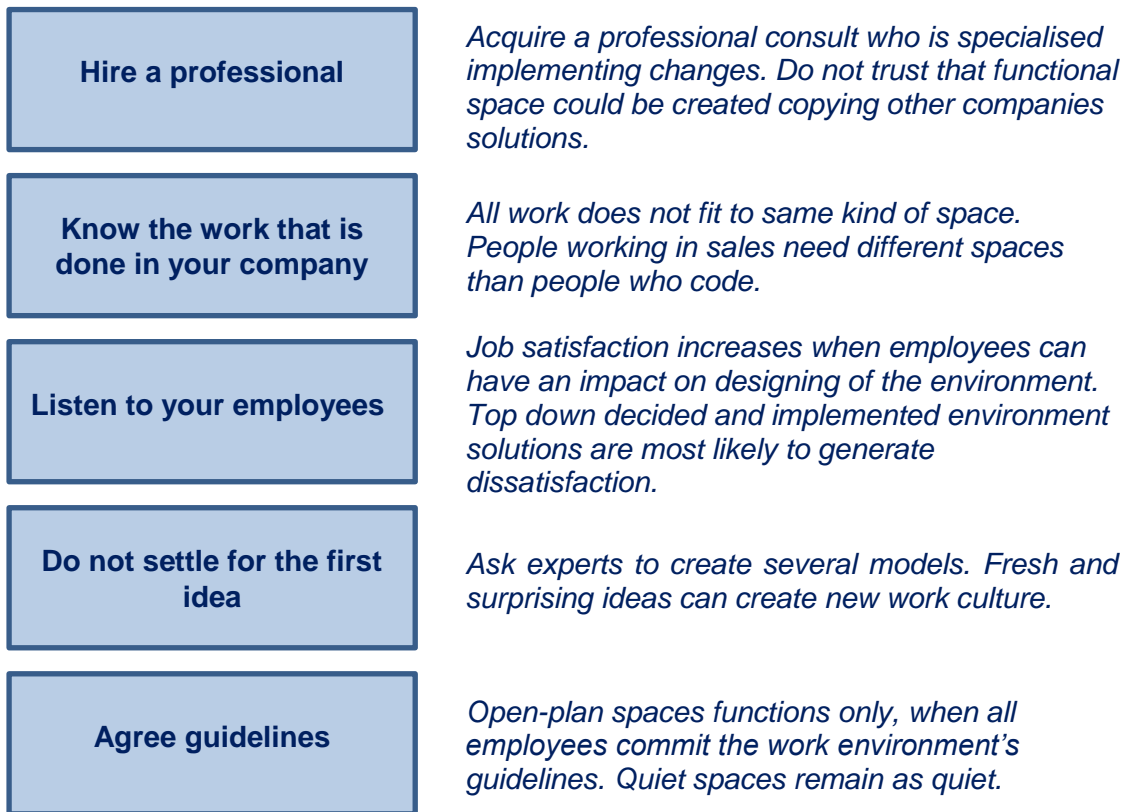 Hire a professional
Acquire a professional consult who is specialised
implementing changes. Do not trust that functional
space could be created copying other companies
solutions.
Know the work that is
done in your company
All work does not fit to same kind of space.
People working in sales need different spaces
than people who code.
Listen to your employees
Job satisfaction increases when employees can
have an impact on designing of the environment.
Top down decided and implemented environment
solutions are most likely to generate
dissatisfaction.
Do not settle for the first
idea
Ask experts to create several models. Fresh and
surprising ideas can create new work culture.
Agree guidelines
Open-plan spaces functions only, when all
employees commit the work environment’s
guidelines. Quiet spaces remain as quiet.